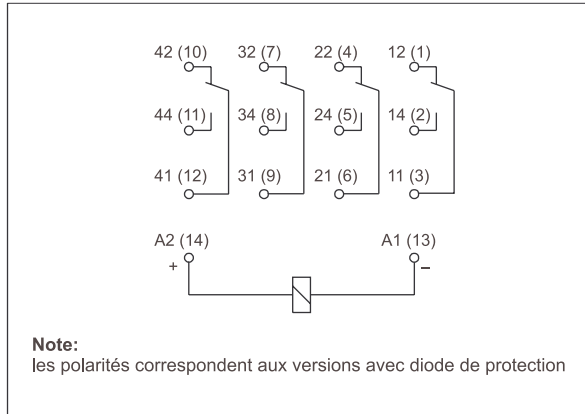 42 (10) 32 (7) 22 (4) 12 (1)
44 (11) 34 (8) 24 (5) 14 (2)
41 (12) 31 (9) 21 (6) 11 (3)
A2 (14) A1 (13)
+ –
Note:
les polarités correspondent aux versions avec diode de protection